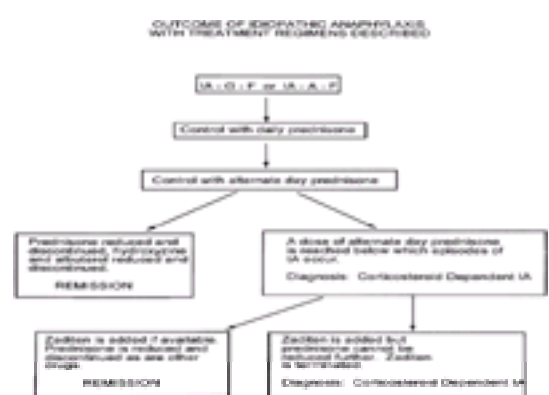 OUTCOME OF IDIOPATHIC ANAPHYLAXIS
WITH TREATMENT REGIMENS DESCRIBED
IA - G - F or IA - A - F
Control with daily prednisone
Control with alternate day prednisone
Prednisone reduced and
discontinued, hydroxyzine
and albuterol reduced and
discontinued.
REMISSION
A dose of alternate day prednisone
is reached below which episodes of
IA occur.
Diagnosis: Corticosteroid Dependent IA
Zaditen is added if available.
Prednisone is reduced and
discontinued as are other
drugs.
REMISSION
Zaditen is added but
prednisone cannot be
reduced further. Zaditen
is terminated
Diagnosis: Corticosteroid Dependent IA